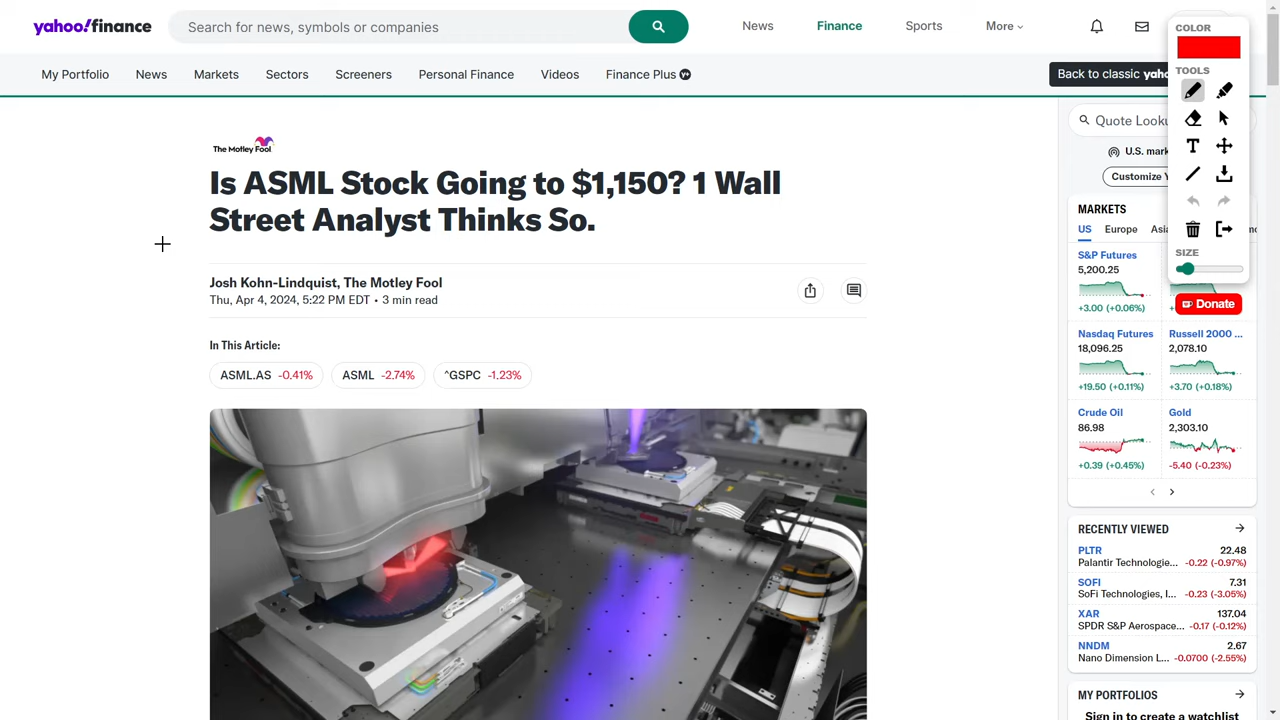 yahoo!finance
Search for news, symbols or companies
News
Finance
Sports
More
My Portfolio
News
Markets
Sectors
Screeners
Personal Finance
Videos
Finance Plus
Back to classic yaho
The Motley Fool
Is ASML Stock Going to $1,150? 1 Wall
Street Analyst Thinks So.
Josh Kohn-Lindquist, The Motley Fool
Thu, Apr 4, 2024, 5:22 PM EDT • 3 min read
In This Article:
ASML.AS -0.41%
ASML -2.74%
^GSPC -1.23%
COLOR
TOOLS
T
SIZE
Donate
Quote Looku
U.S. mark
Customize Y
MARKETS
US Europe Asia
S&P Futures
5,200.25
+3.00 (+0.06%)
Nasdaq Futures
18,096.25
+19.50 (+0.11%)
Russell 2000 ...
2,078.10
+3.70 (+0.18%)
Crude Oil
86.98
+0.39 (+0.45%)
Gold
2,303.10
-5.40 (-0.23%)
RECENTLY VIEWED
PLTR 22.48
Palantir Technologie... -0.22 (-0.97%)
SOFI 7.31
SoFi Technologies, I... -0.23 (-3.05%)
XAR 137.04
SPDR S&P Aerospace... -0.17 (-0.12%)
NNDM 2.67
Nano Dimension L... -0.0700 (-2.55%)
MY PORTFOLIOS
Sign in to create a watchlist